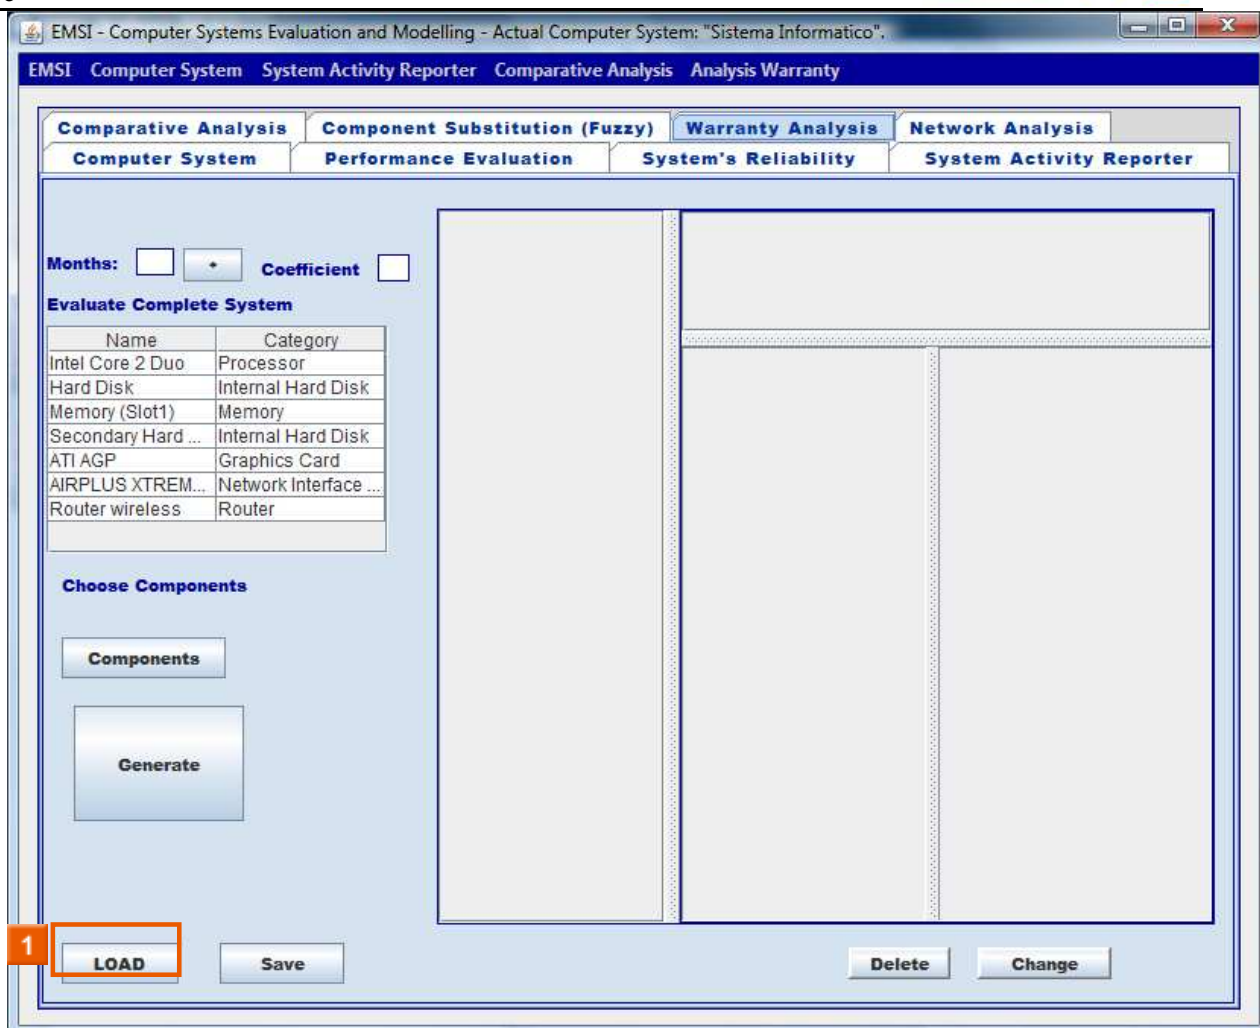 EMSI - Computer Systems Evaluation and Modelling - Actual Computer System: "Sistema Informatico".
EMSI Computer System System Activity Reporter Comparative Analysis Analysis Warranty
Comparative Analysis Component Substitution (Fuzzy) Warranty Analysis Network Analysis
Computer System Performance Evaluation System's Reliability System Activity Reporter
Months: Coefficient
Evaluate Complete System
Name Category
Intel Core 2 Duo Processor
Hard Disk Internal Hard Disk
Memory (Slot1) Memory
Secondary Hard ... Internal Hard Disk
ATI AGP Graphics Card
AIRPLUS XTREM... Network Interface ...
Router wireless Router
Choose Components
Components
Generate
1
LOAD Save Delete Change